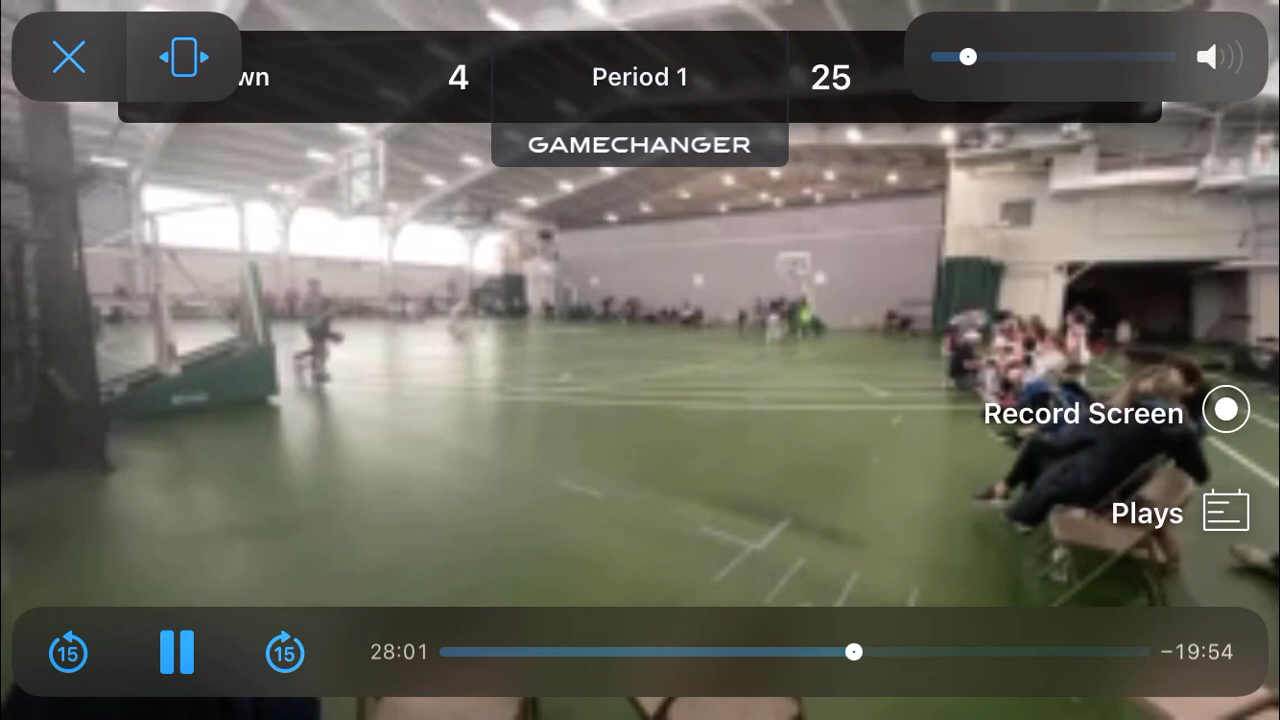 wn 4 Period 1 25
GAMECHANGER
Record Screen
Plays
15 15 28:01 −19:54